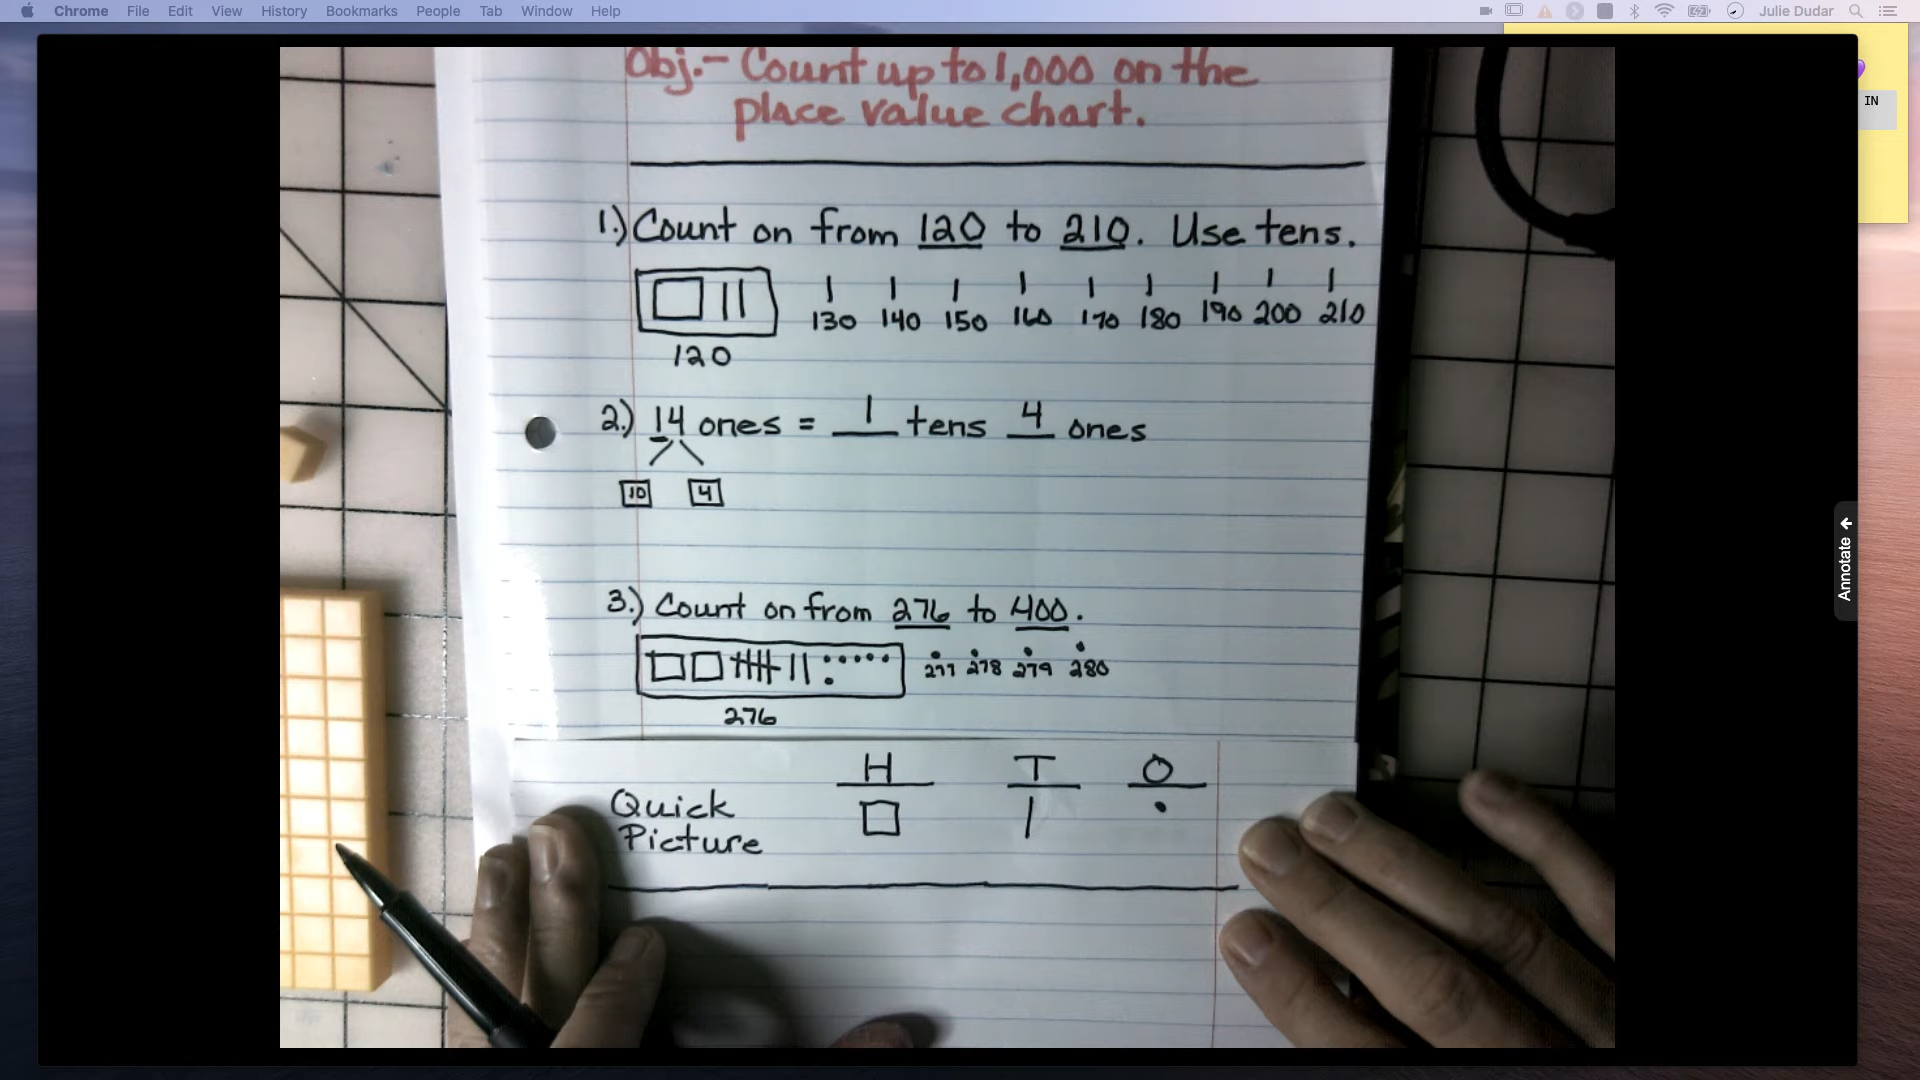 Chrome File Edit View History Bookmarks People Tab Window Help Julie Dudar
IN
Obj.- Count up to 1,000 on the
place value chart.
1.) Count on from 120 to 210. Use tens.
130 140 150 160 170 180 190 200 210
120
2.) 14 ones = 1 tens 4 ones
10 4
3.) Count on from 276 to 400.
277 278 279 280
276
H T O
Quick
Picture
Annotate